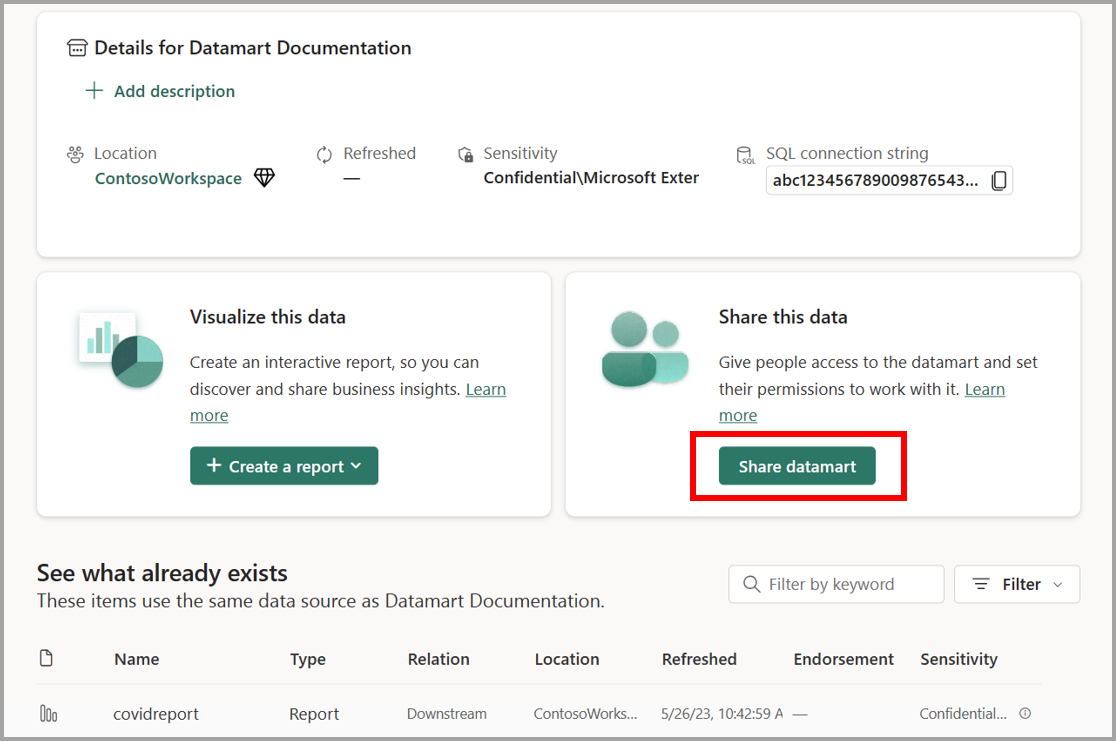 Details for Datamart Documentation
Add description
Location
Refreshed
Sensitivity
SQL connection string
ContosoWorkspace
—
Confidential\Microsoft Exter
SQL
abc123456789009876543...
Visualize this data
Create an interactive report, so you can
discover and share business insights. Learn
more
+ Create a report
Share this data
Give people access to the datamart and set
their permissions to work with it. Learn
more
Share datamart
See what already exists
These items use the same data source as Datamart Documentation.
Filter by keyword
Filter
Name Type Relation Location Refreshed Endorsement Sensitivity
covidreport Report Downstream ContosoWorks... 5/26/23, 10:42:59 A — Confidential...